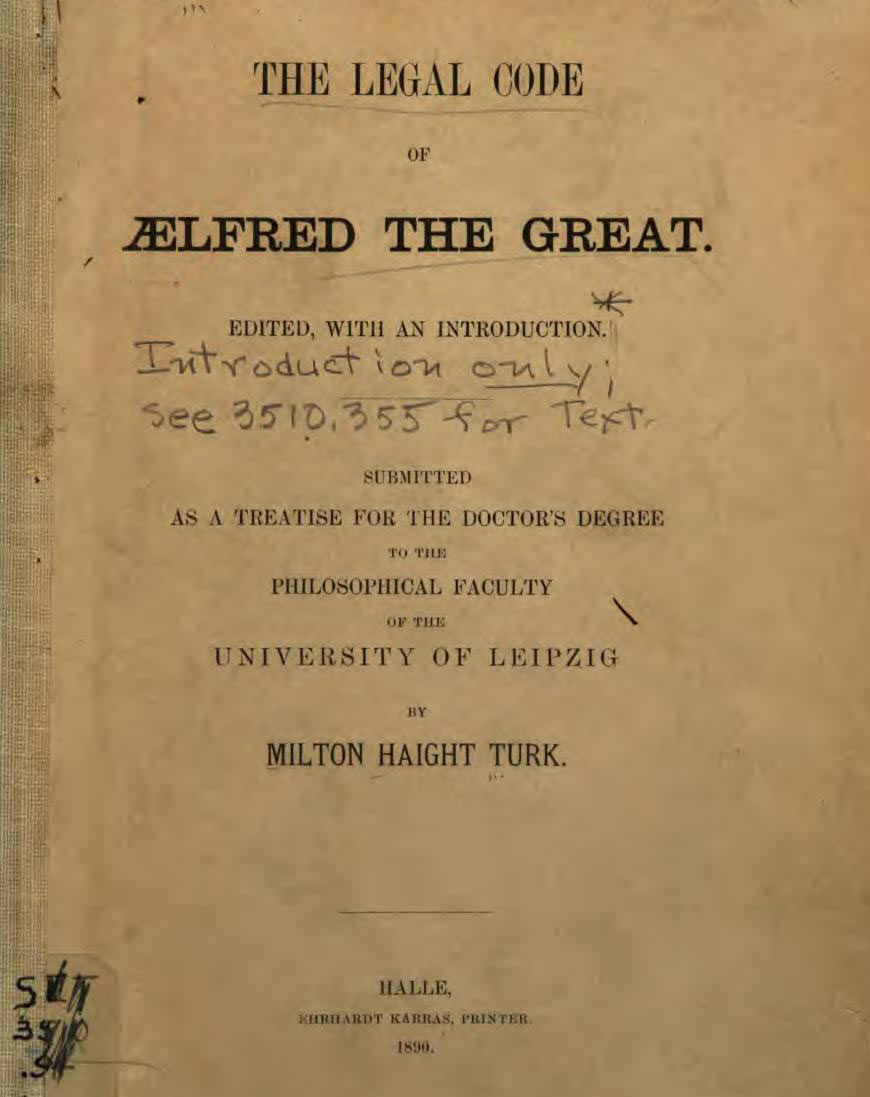 THE LEGAL CODE
OF
ÆLFRED THE GREAT.
EDITED, WITH AN INTRODUCTION.
Introduction only;
See 3510.355 for Text
SUBMITTED
AS A TREATISE FOR THE DOCTOR'S DEGREE
TO THE
PHILOSOPHICAL FACULTY
OF THE
UNIVERSITY OF LEIPZIG
BY
MILTON HAIGHT TURK.
HALLE,
EHRHARDT KARRAS, PRINTER.
1890.